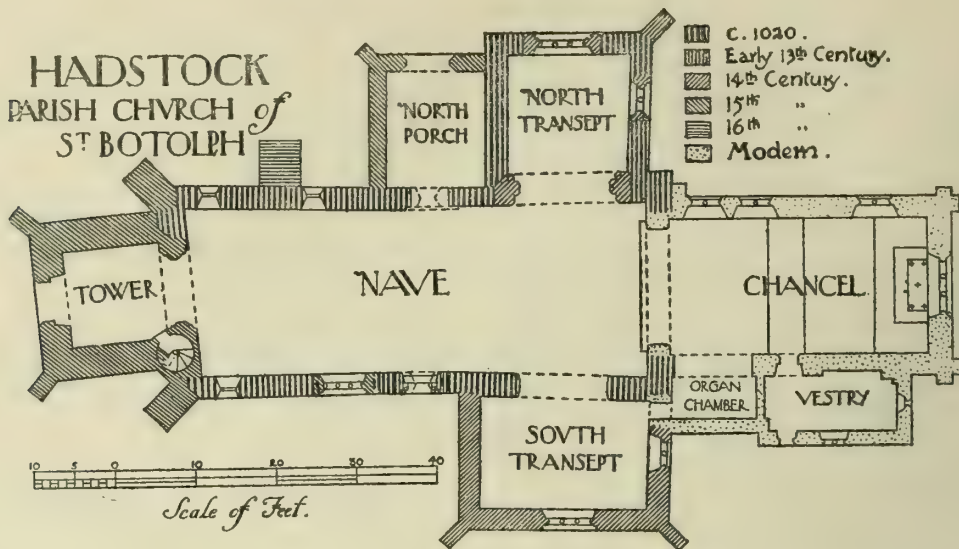 HADSTOCK
PARISH CHVRCH of
ST BOTOLPH
C. 1020.
Early 13th Century.
14th Century.
15th "
16th "
Modern.
NORTH
PORCH
NORTH
TRANSEPT
TOWER
NAVE
CHANCEL
ORGAN
CHAMBER
VESTRY
SOVTH
TRANSEPT
10 5 0 10 20 30 40
Scale of Feet.